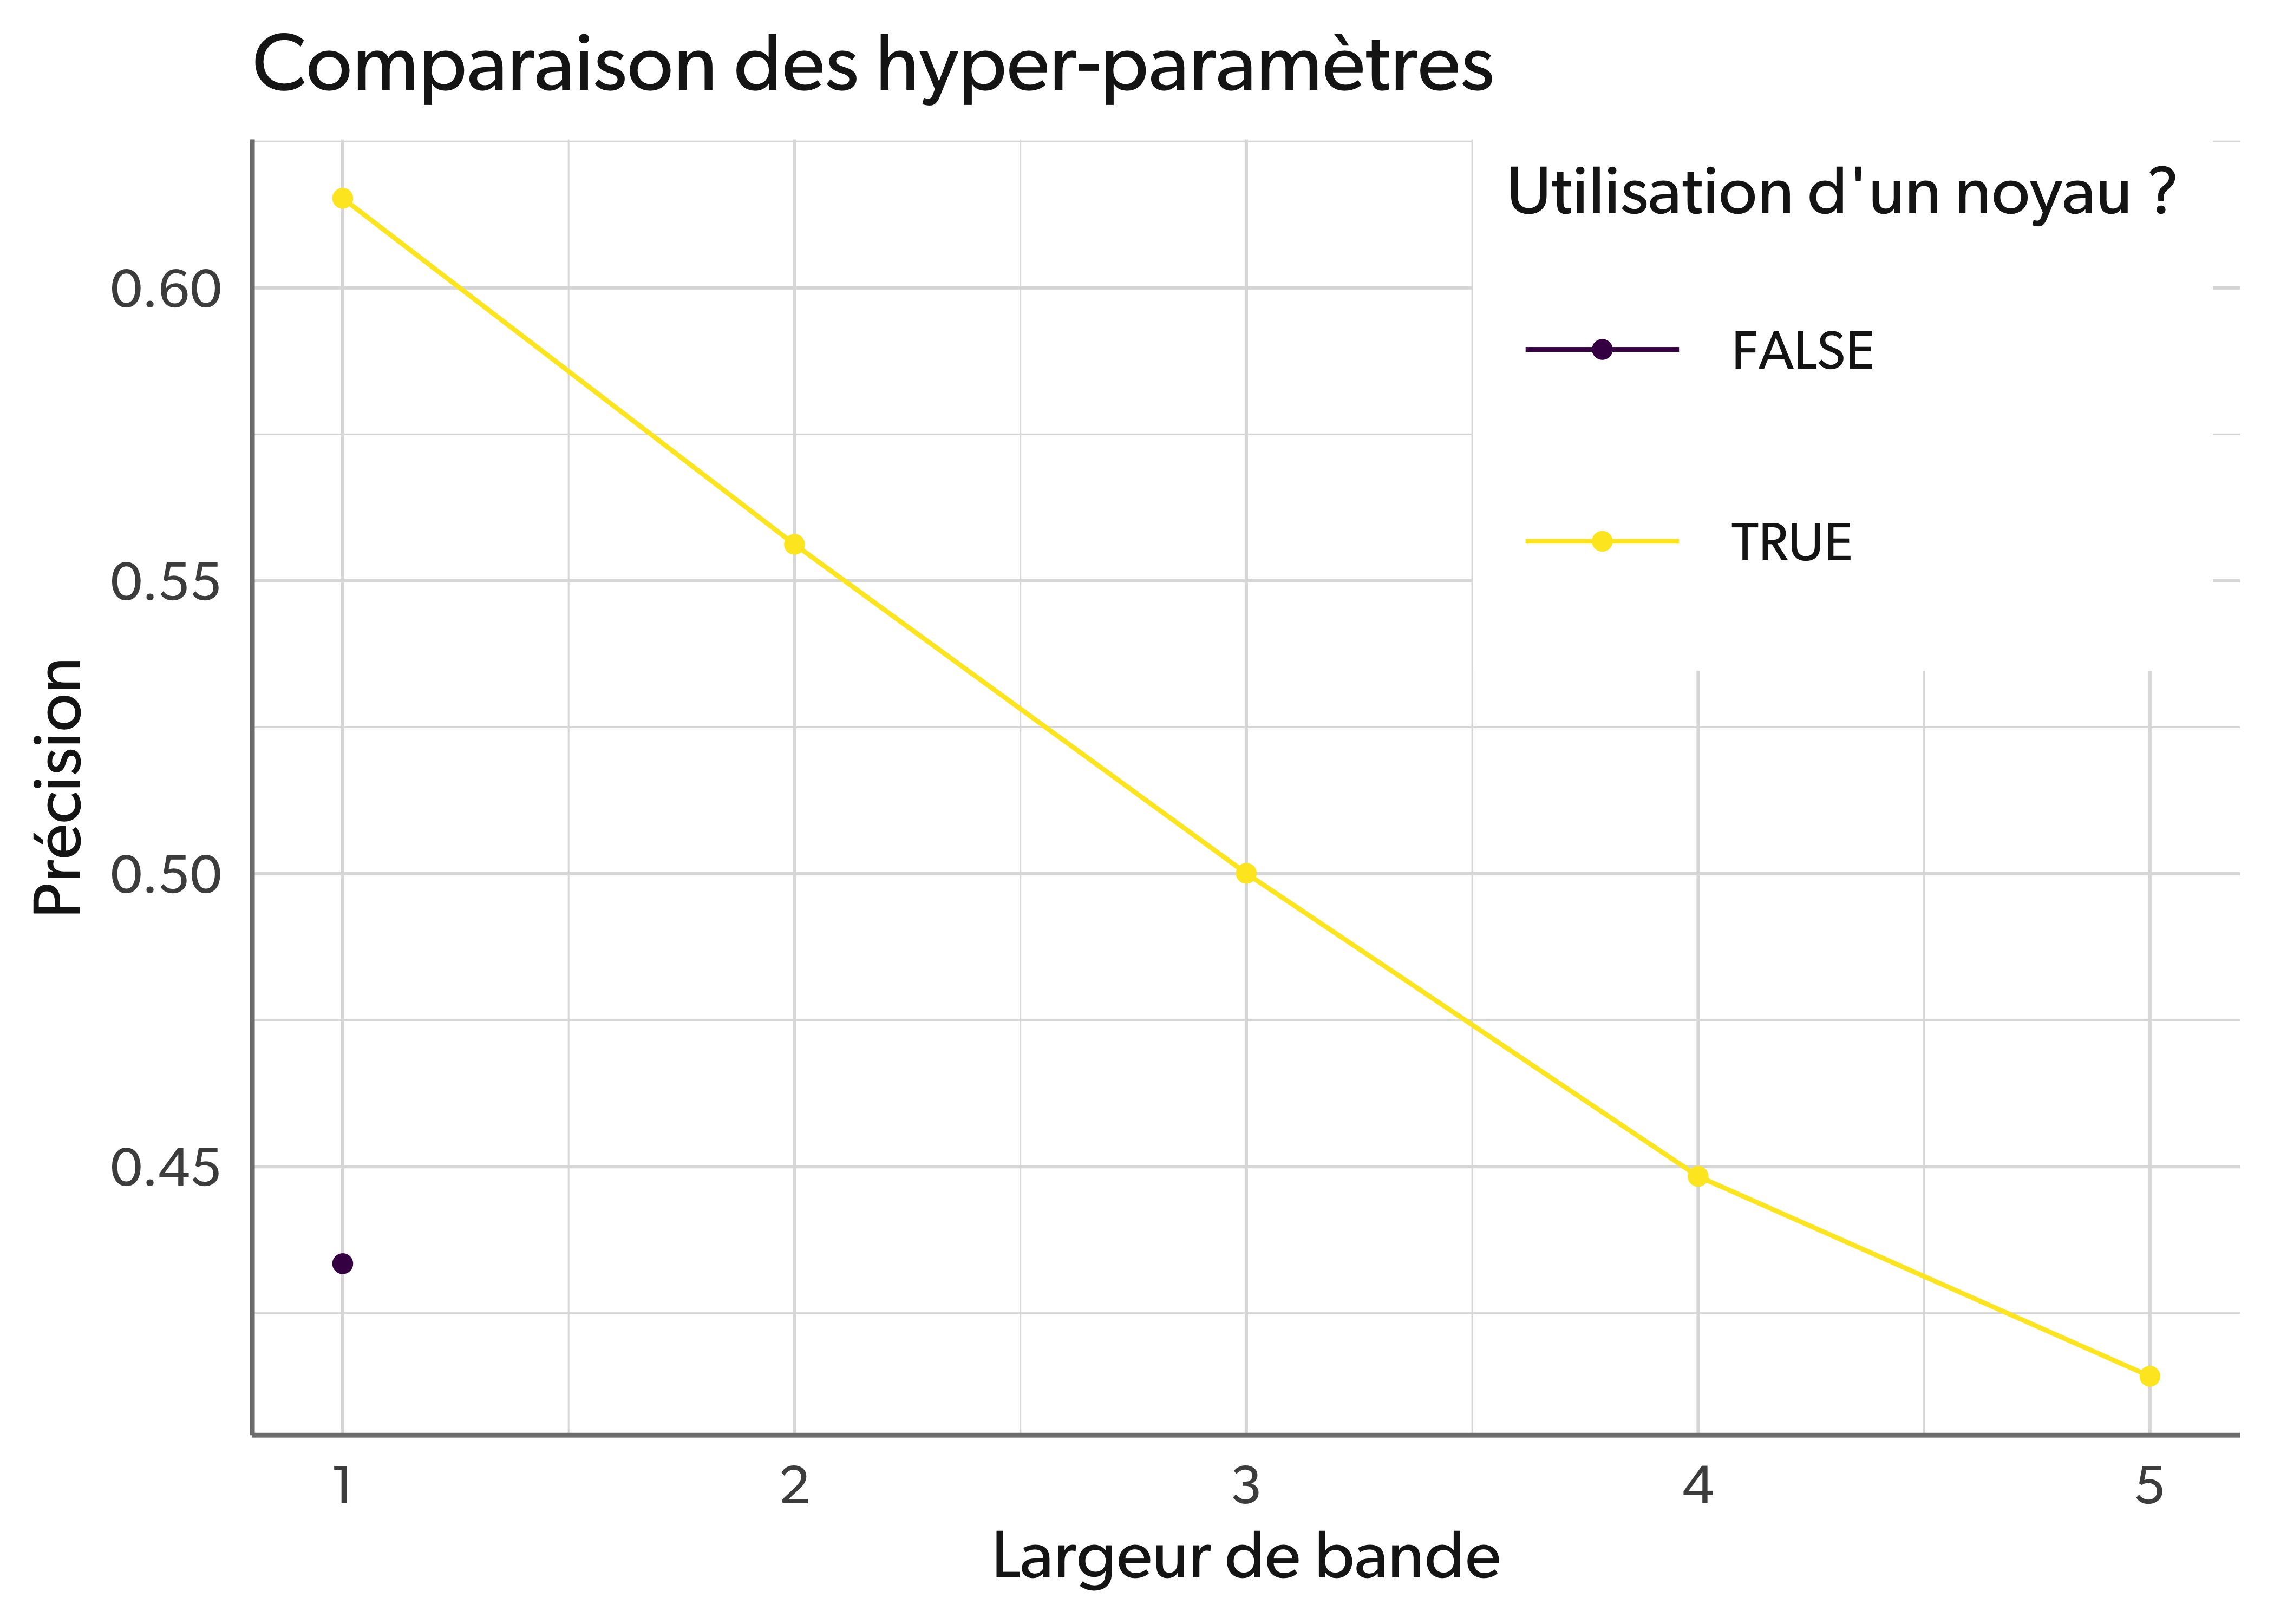 Comparaison des hyper-paramètres
Utilisation d'un noyau ?
FALSE
TRUE
Précision
0.60
0.55
0.50
0.45
1 2 3 4 5
Largeur de bande